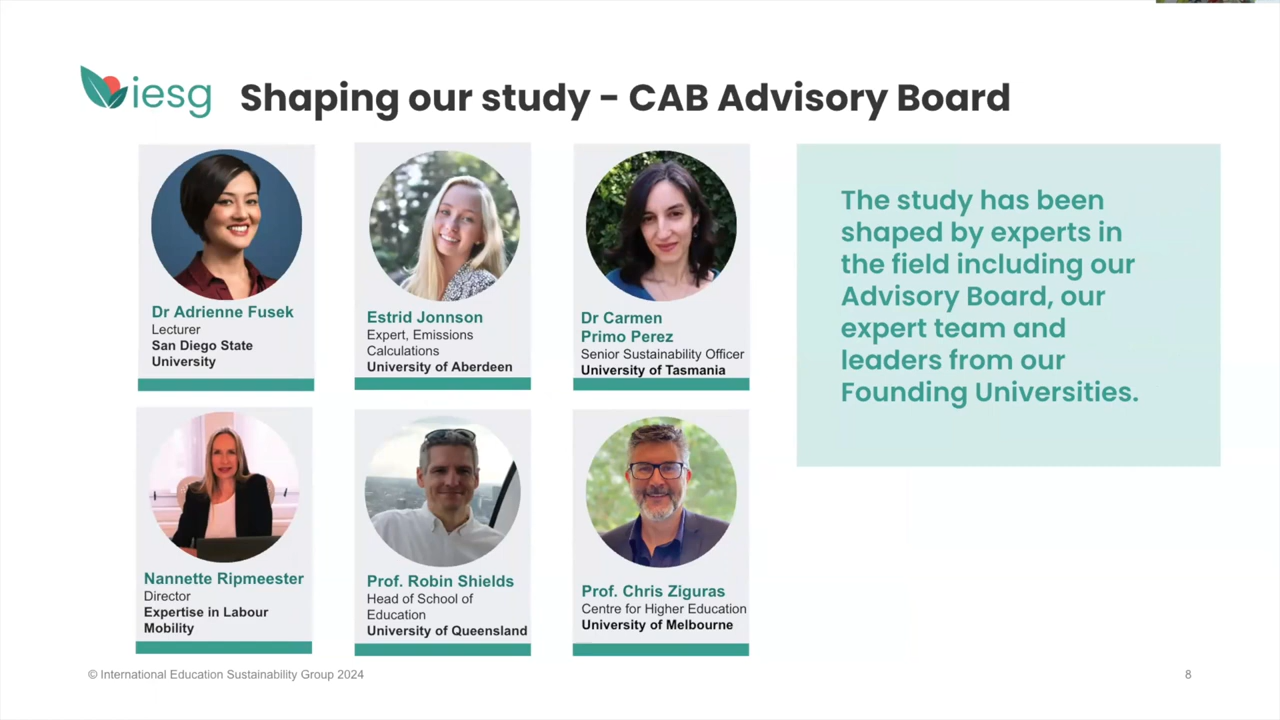 iesg
Shaping our study - CAB Advisory Board
Dr Adrienne Fusek
Lecturer
San Diego State
University
Estrid Jonnson
Expert, Emissions
Calculations
University of Aberdeen
Dr Carmen
Primo Perez
Senior Sustainability Officer
University of Tasmania
The study has been
shaped by experts in
the field including our
Advisory Board, our
expert team and
leaders from our
Founding Universities.
Nannette Ripmeester
Director
Expertise in Labour
Mobility
Prof. Robin Shields
Head of School of
Education
University of Queensland
Prof. Chris Ziguras
Centre for Higher Education
University of Melbourne
© International Education Sustainability Group 2024
8